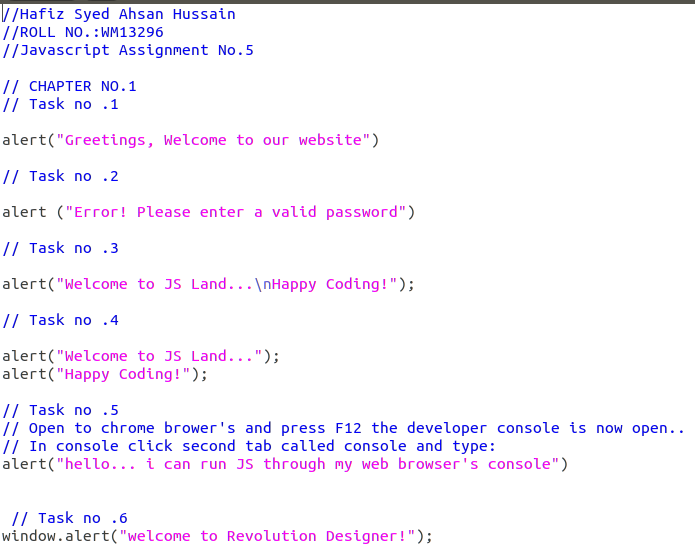 //Hafiz Syed Ahsan Hussain
//ROLL NO.:WM13296
//Javascript Assignment No.5
// CHAPTER NO.1
// Task no .1
alert("Greetings, Welcome to our website")
// Task no .2
alert ("Error! Please enter a valid password")
// Task no .3
alert("Welcome to JS Land...\nHappy Coding!");
// Task no .4
alert("Welcome to JS Land...");
alert("Happy Coding!");
// Task no .5
// Open to chrome brower's and press F12 the developer console is now open..
// In console click second tab called console and type:
alert("hello... i can run JS through my web browser's console")
// Task no .6
window.alert("welcome to Revolution Designer!");